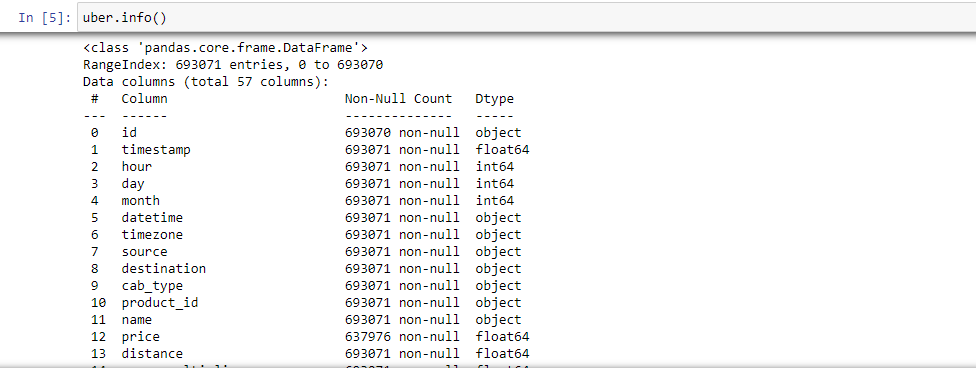 In [5]: uber.info()
<class 'pandas.core.frame.DataFrame'>
RangeIndex: 693071 entries, 0 to 693070
Data columns (total 57 columns):
 #   Column                       Non-Null Count   Dtype
---  ------                       --------------   -----
 0   id                           693070 non-null  object
 1   timestamp                    693071 non-null  float64
 2   hour                         693071 non-null  int64
 3   day                          693071 non-null  int64
 4   month                        693071 non-null  int64
 5   datetime                     693071 non-null  object
 6   timezone                     693071 non-null  object
 7   source                       693071 non-null  object
 8   destination                  693071 non-null  object
 9   cab_type                     693071 non-null  object
 10  product_id                   693071 non-null  object
 11  name                         693071 non-null  object
 12  price                        637976 non-null  float64
 13  distance                     693071 non-null  float64